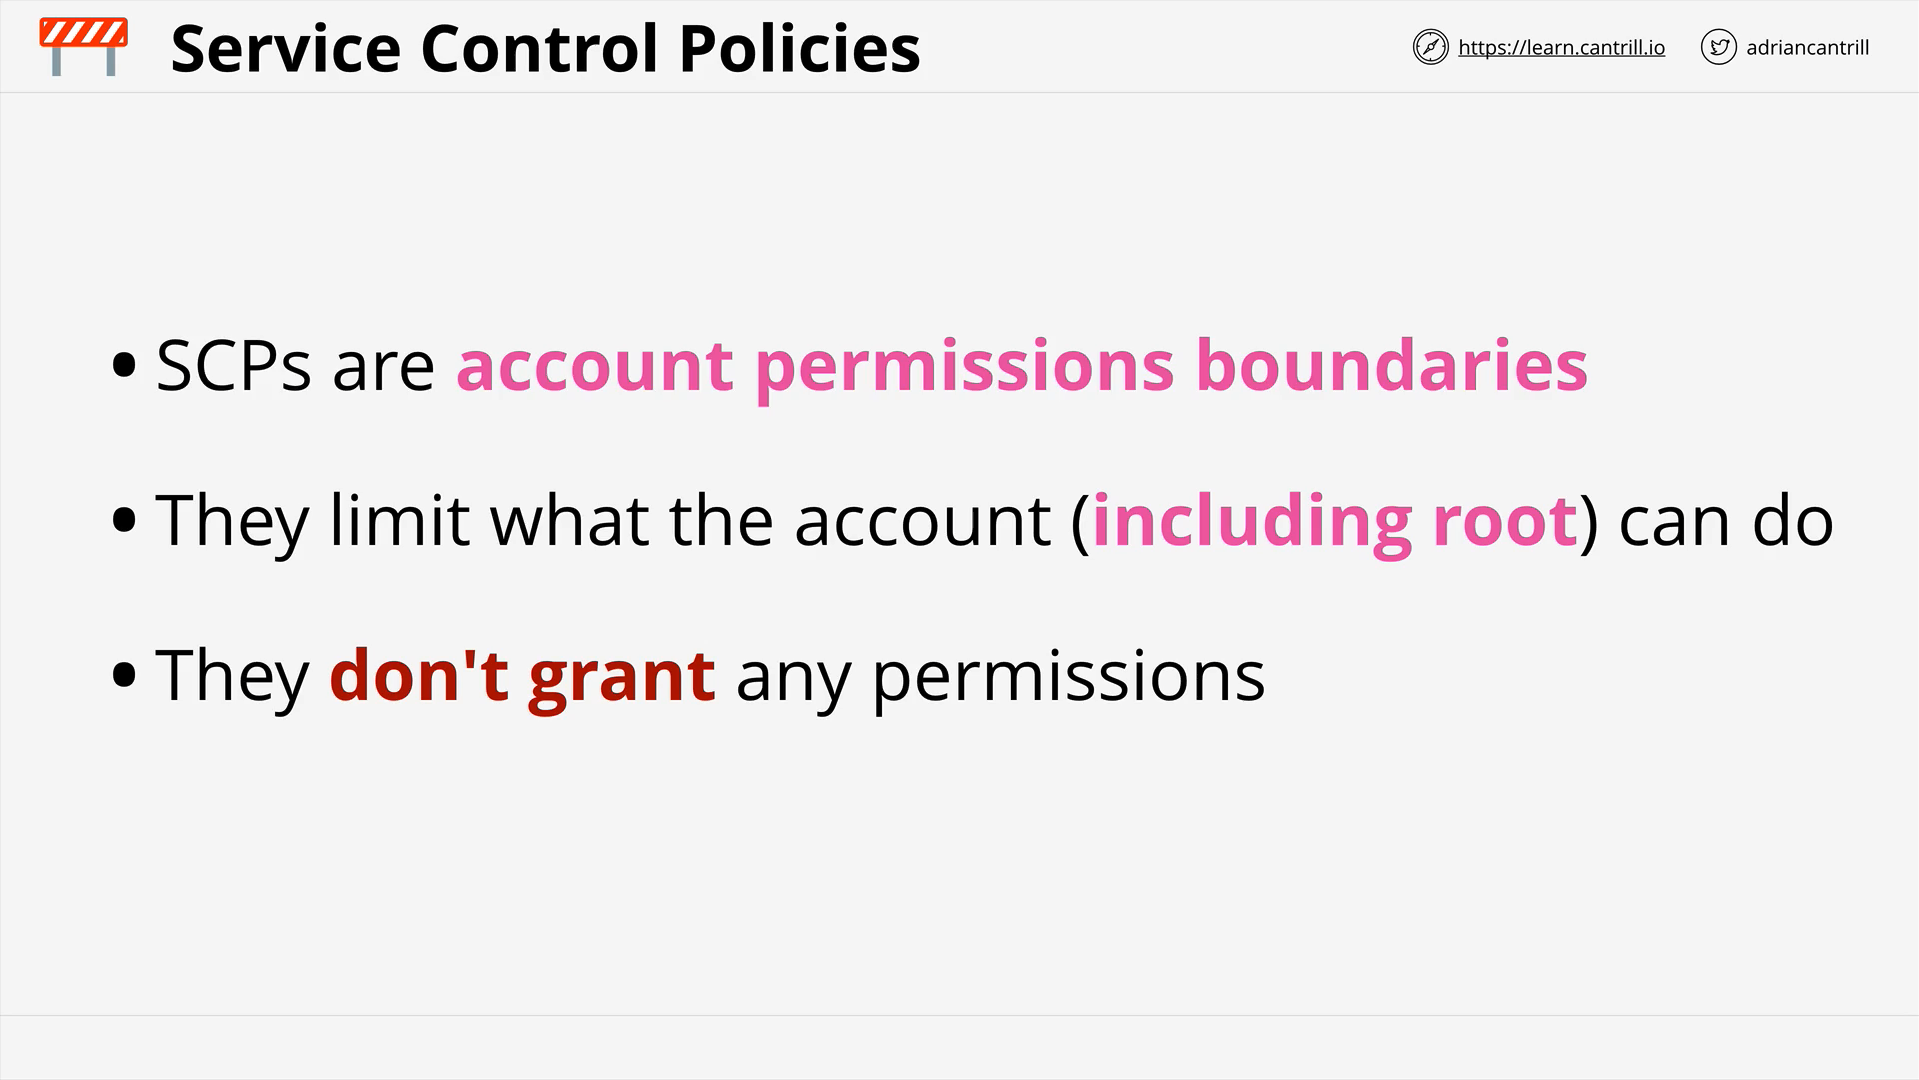 Service Control Policies
https://learn.cantrill.io
adriancantrill
• SCPs are account permissions boundaries
• They limit what the account (including root) can do
• They don't grant any permissions